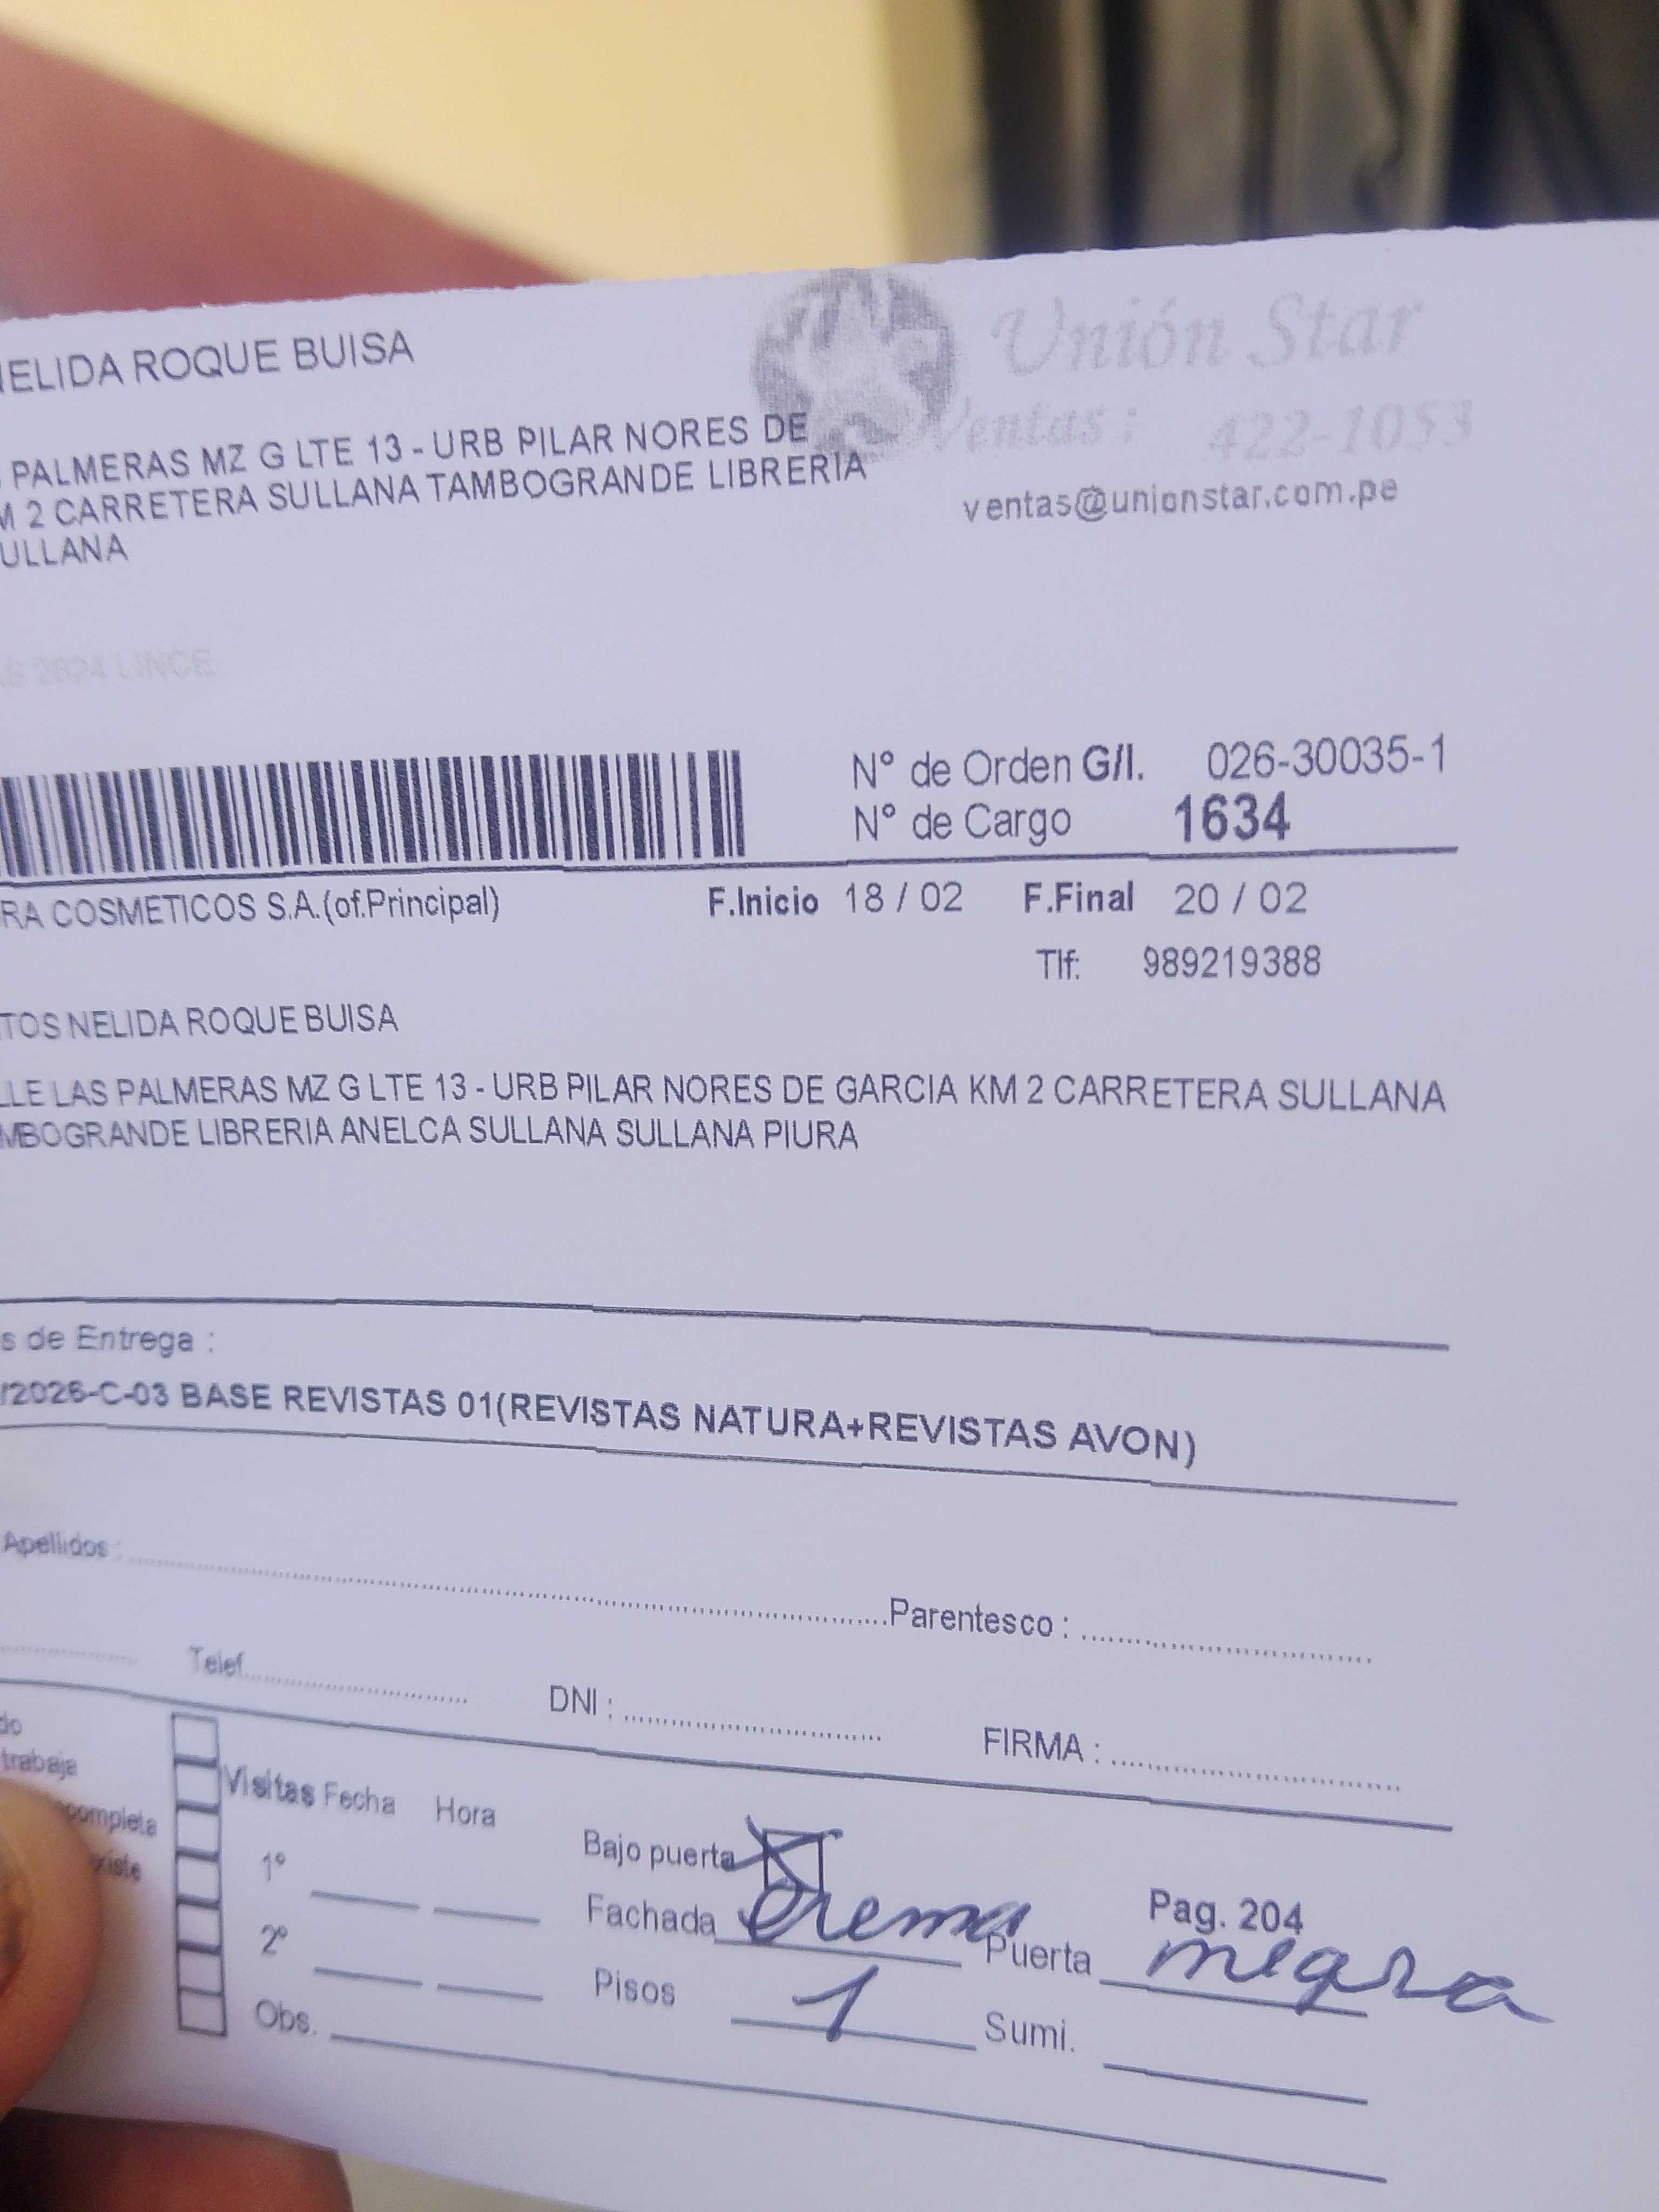 NELIDA ROQUE BUISA
Unión Star
Ventas: 422-1053
ventas@unionstar.com.pe
PALMERAS MZ G LTE 13 - URB PILAR NORES DE
M 2 CARRETERA SULLANA TAMBOGRANDE LIBRERIA
ULLANA
2624 LINCE
N° de Orden G/I. 026-30035-1
N° de Cargo 1634
RA COSMETICOS S.A.(of.Principal) F.Inicio 18 / 02 F.Final 20 / 02
Tlf: 989219388
TOS NELIDA ROQUE BUISA
LLE LAS PALMERAS MZ G LTE 13 - URB PILAR NORES DE GARCIA KM 2 CARRETERA SULLANA
MBOGRANDE LIBRERIA ANELCA SULLANA SULLANA PIURA
s de Entrega :
/2026-C-03 BASE REVISTAS 01(REVISTAS NATURA+REVISTAS AVON)
Apellidos : Parentesco :
Telef. DNI : FIRMA :
do
trabaja
completa
xiste
Visitas Fecha Hora
1°
2°
Obs.
Bajo puerta
Pag. 204
Fachada crema Puerta negra
Pisos 1 Sumi.